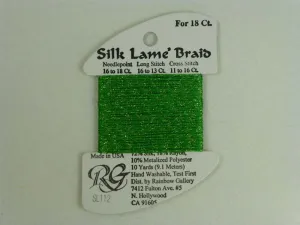 For 18 Ct.
Silk Lame' Braid
Needlepoint Long Stitch Cross Stitch
16 to 18 Ct. 16 to 13 Ct. 11 to 16 Ct.
Made in USA
RG
SL112
10% Metalized Polyester
10 Yards (9.1 Meters)
Hand Washable, Test First
Dist. by Rainbow Gallery
7412 Fulton Ave. #5
N. Hollywood
CA 91605